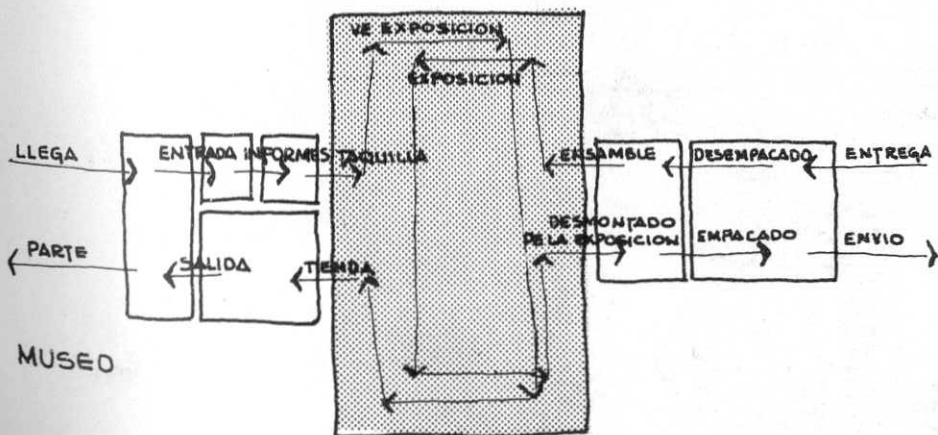 VE EXPOSICION
EXPOSICION
LLEGA
ENTRADA
INFORMES
TAQUILLA
ENSAMBLE
DESEMPACADO
ENTREGA
PARTE
SALIDA
TIENDA
DESMONTADO
DE LA EXPOSICION
EMPACADO
ENVIO
MUSEO